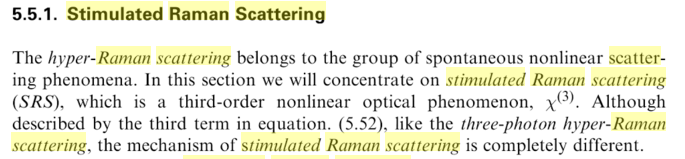 5.5.1. Stimulated Raman Scattering
The hyper-Raman scattering belongs to the group of spontaneous nonlinear scatter-
ing phenomena. In this section we will concentrate on stimulated Raman scattering
(SRS), which is a third-order nonlinear optical phenomenon, χ(3). Although
described by the third term in equation. (5.52), like the three-photon hyper-Raman
scattering, the mechanism of stimulated Raman scattering is completely different.